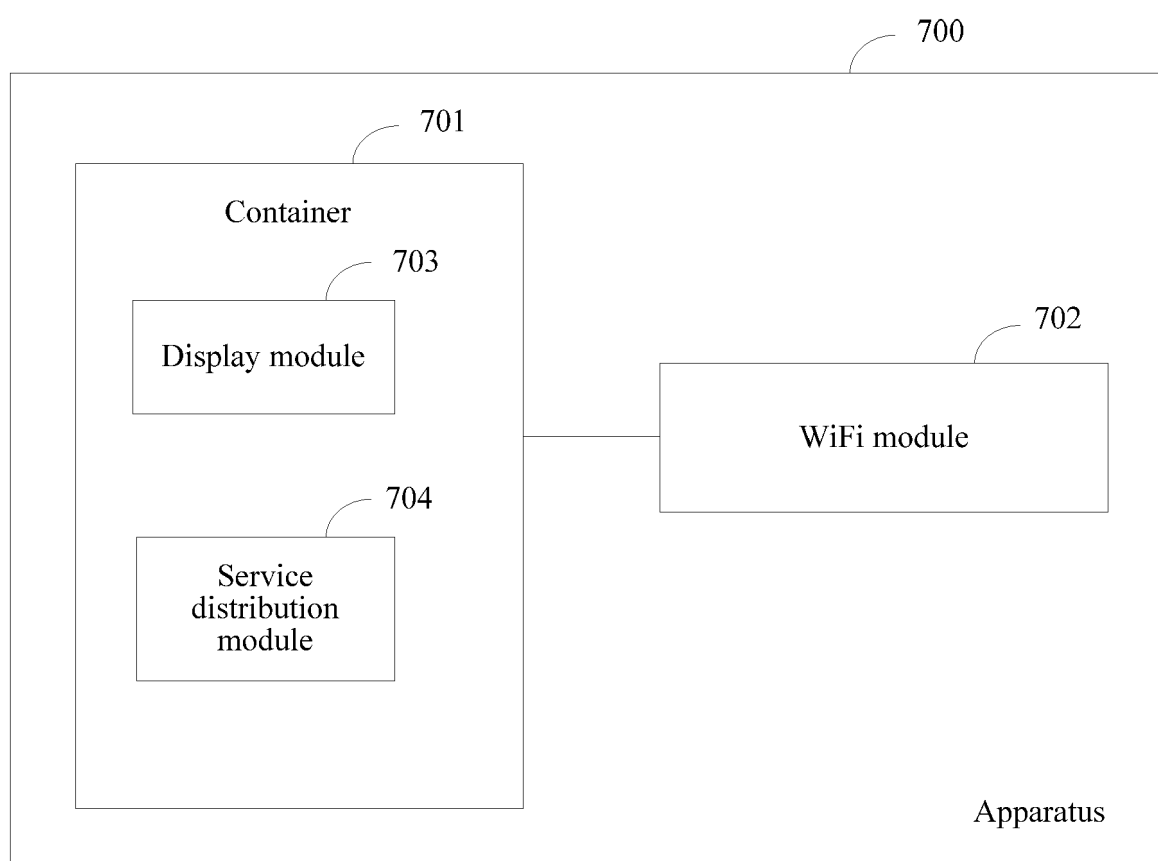 700
701
Container
703
Display module
702
WiFi module
704
Service
distribution
module
Apparatus